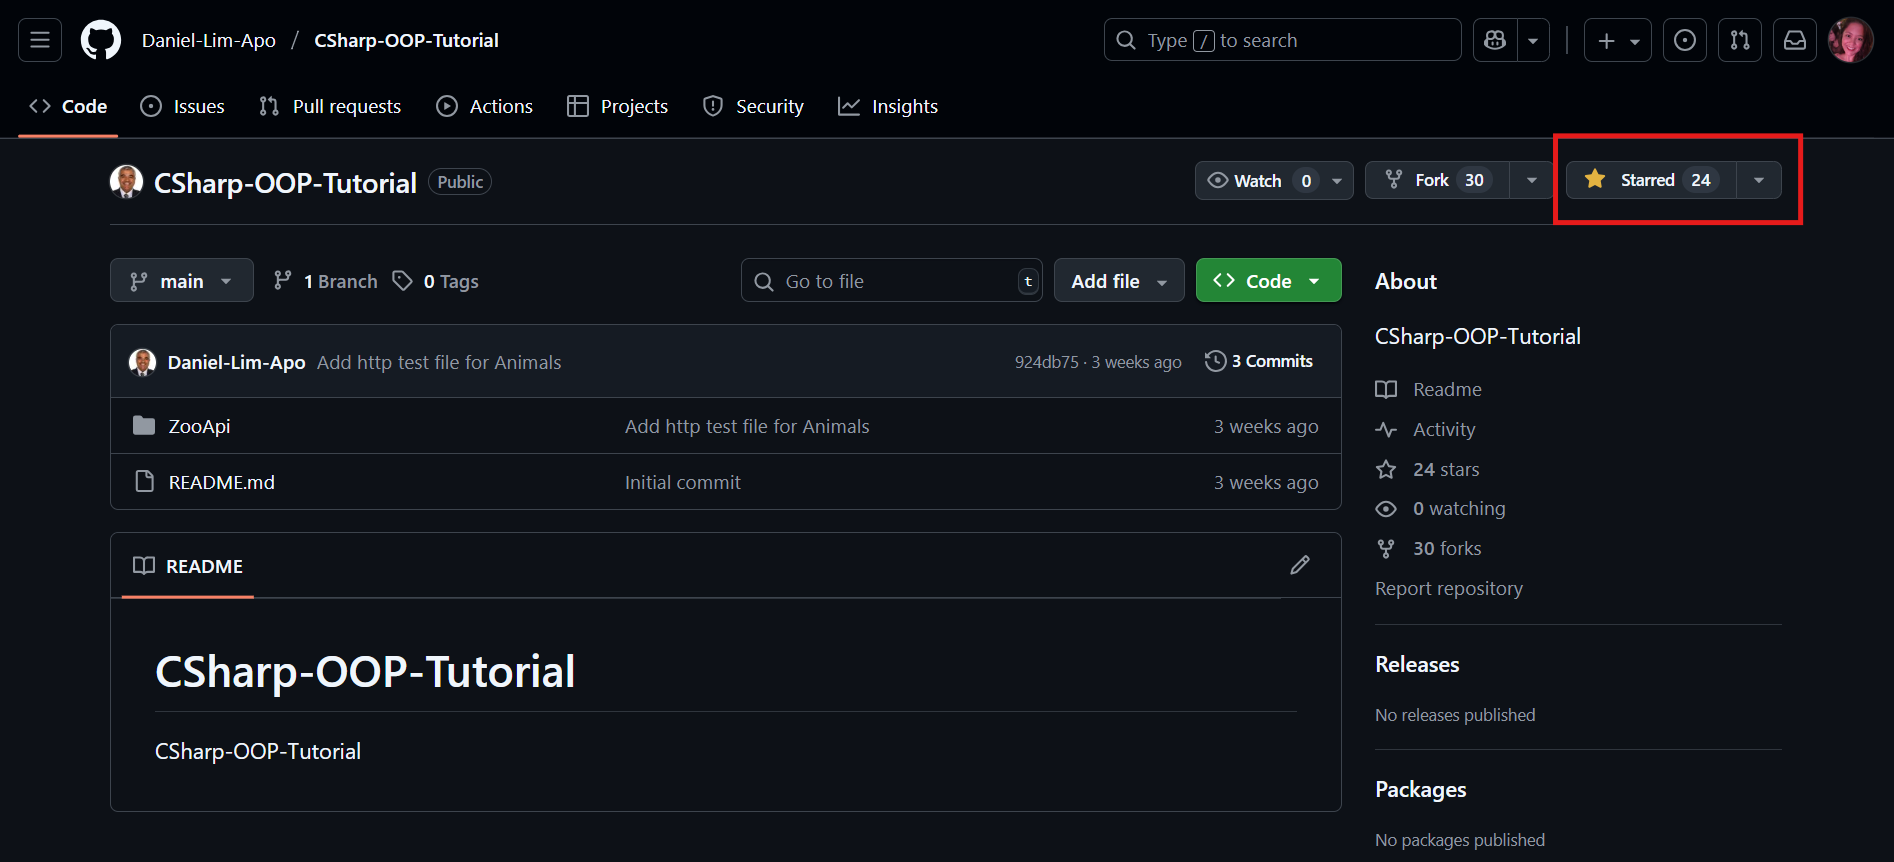 Daniel-Lim-Apo / CSharp-OOP-Tutorial
Type / to search
Code Issues Pull requests Actions Projects Security Insights
CSharp-OOP-Tutorial Public
Watch 0 Fork 30 Starred 24
main 1 Branch 0 Tags
Go to file t Add file Code
Daniel-Lim-Apo Add http test file for Animals 924db75 · 3 weeks ago 3 Commits
ZooApi Add http test file for Animals 3 weeks ago
README.md Initial commit 3 weeks ago
README
CSharp-OOP-Tutorial
CSharp-OOP-Tutorial
About
CSharp-OOP-Tutorial
Readme
Activity
24 stars
0 watching
30 forks
Report repository
Releases
No releases published
Packages
No packages published